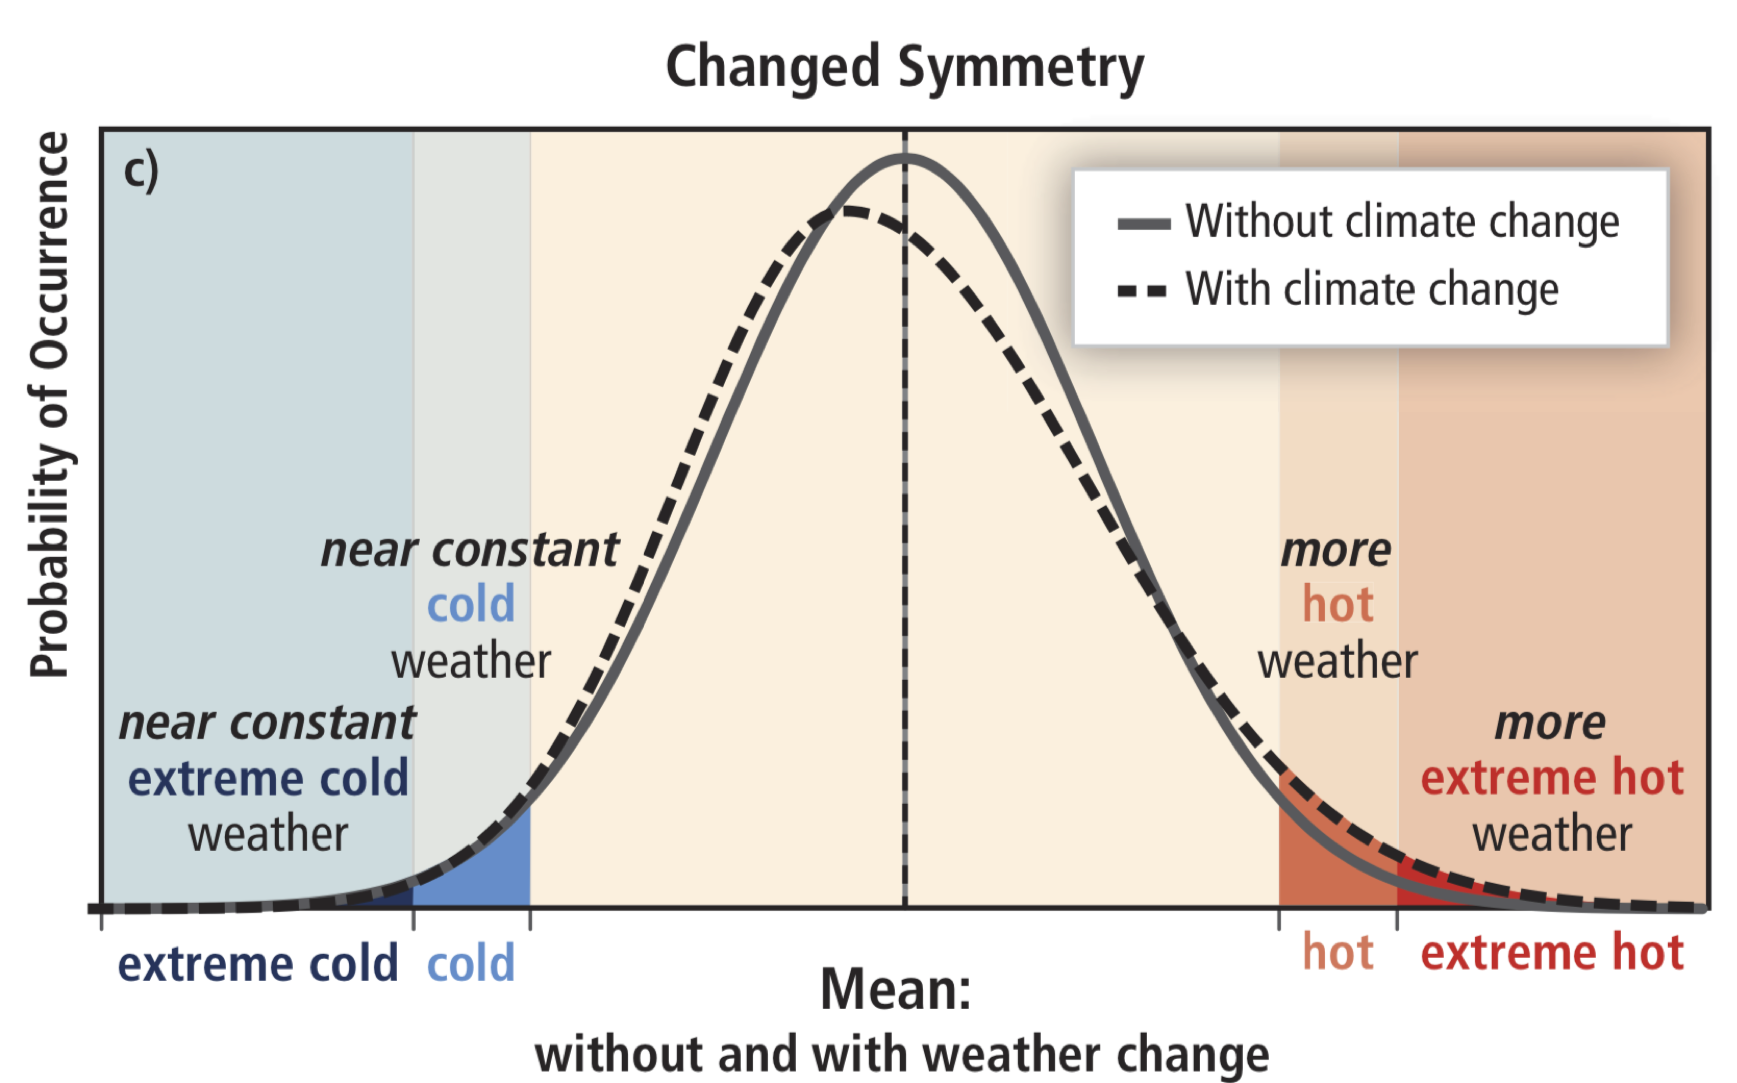 Changed Symmetry
c)
Probability of Occurrence
Without climate change
With climate change
near constant
cold
weather
near constant
extreme cold
weather
more
hot
weather
more
extreme hot
weather
extreme cold
cold
hot
extreme hot
Mean:
without and with weather change